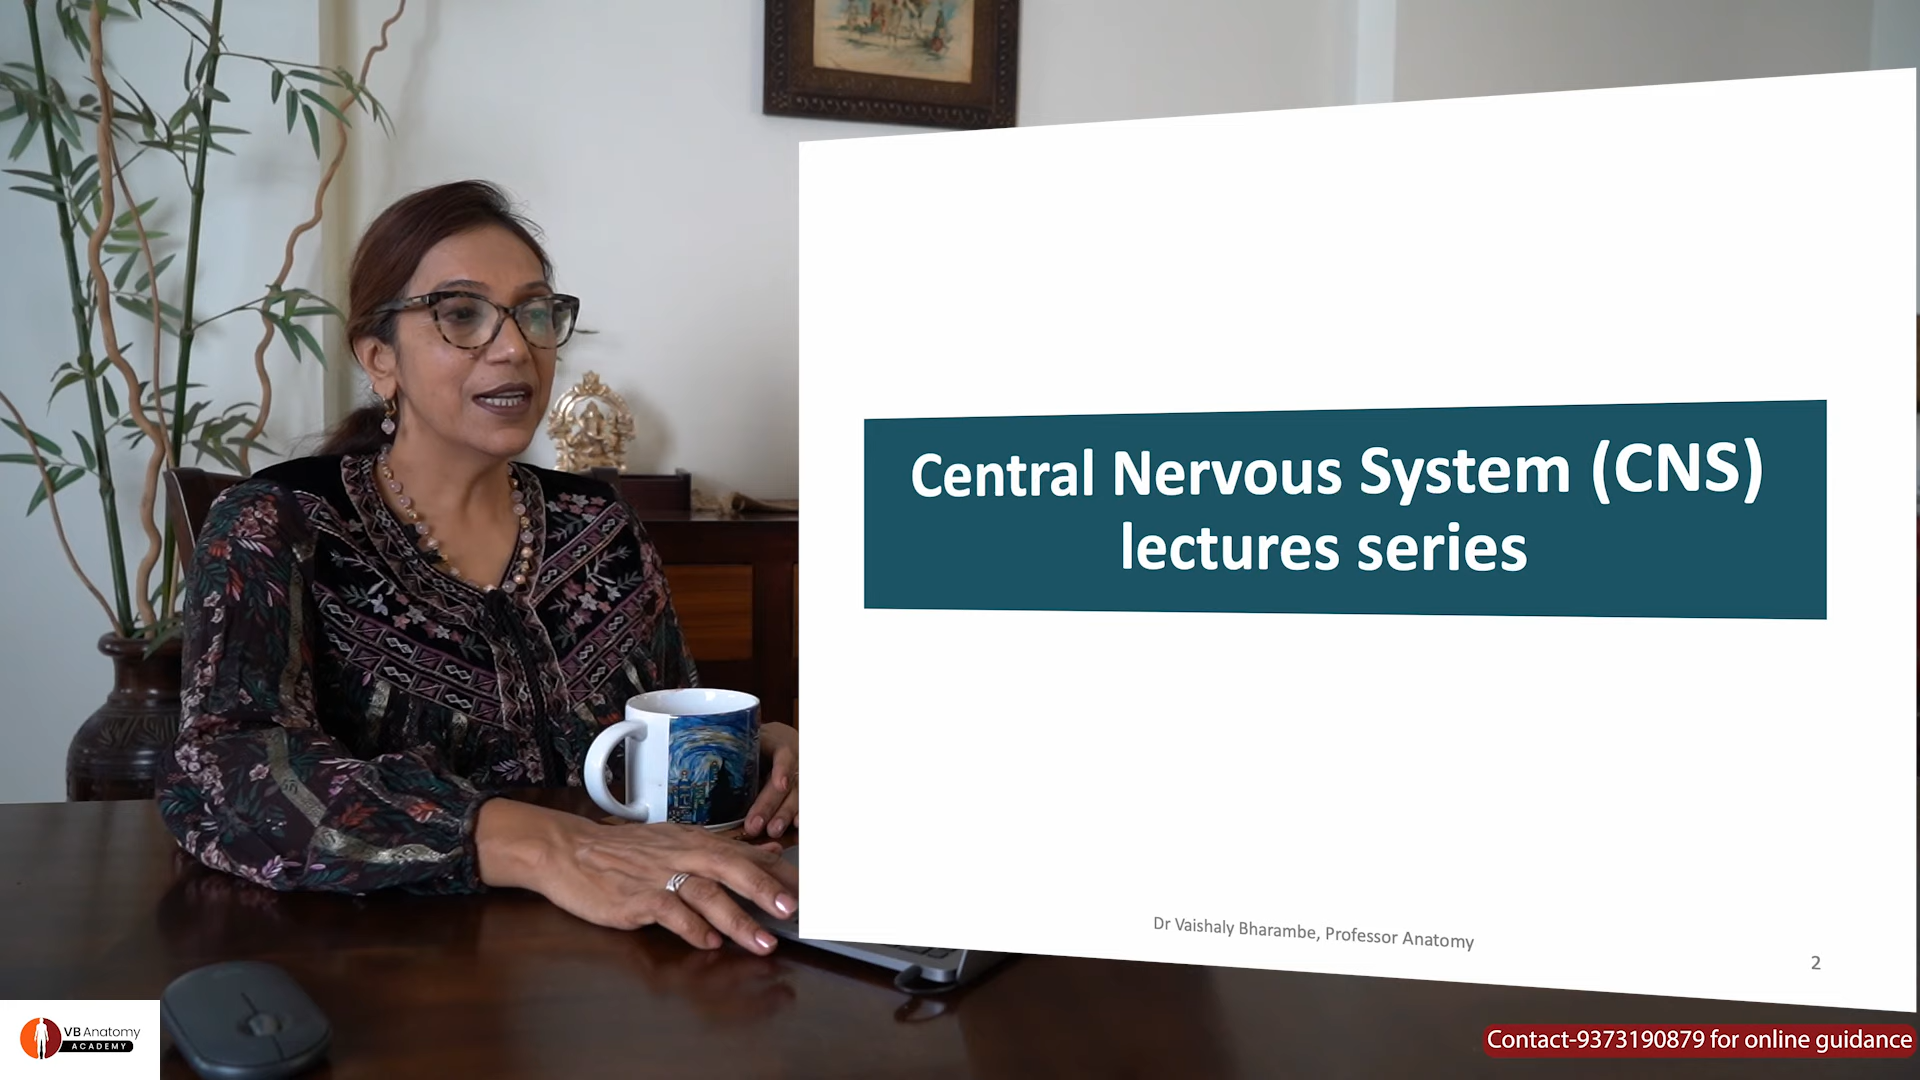 Central Nervous System (CNS)
lectures series
Dr Vaishaly Bharambe, Professor Anatomy
2
VB Anatomy
ACADEMY
Contact-9373190879 for online guidance